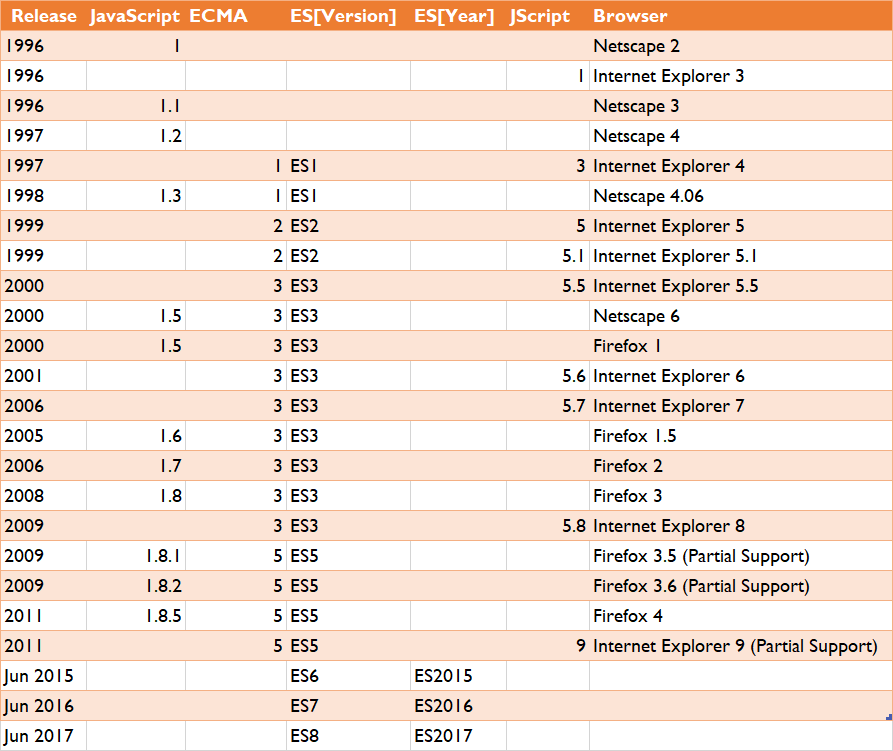 Release JavaScript ECMA ES[Version] ES[Year] JScript Browser
1996 1 Netscape 2
1996 1 Internet Explorer 3
1996 1.1 Netscape 3
1997 1.2 Netscape 4
1997 1 ES1 3 Internet Explorer 4
1998 1.3 1 ES1 Netscape 4.06
1999 2 ES2 5 Internet Explorer 5
1999 2 ES2 5.1 Internet Explorer 5.1
2000 3 ES3 5.5 Internet Explorer 5.5
2000 1.5 3 ES3 Netscape 6
2000 1.5 3 ES3 Firefox 1
2001 3 ES3 5.6 Internet Explorer 6
2006 3 ES3 5.7 Internet Explorer 7
2005 1.6 3 ES3 Firefox 1.5
2006 1.7 3 ES3 Firefox 2
2008 1.8 3 ES3 Firefox 3
2009 3 ES3 5.8 Internet Explorer 8
2009 1.8.1 5 ES5 Firefox 3.5 (Partial Support)
2009 1.8.2 5 ES5 Firefox 3.6 (Partial Support)
2011 1.8.5 5 ES5 Firefox 4
2011 5 ES5 9 Internet Explorer 9 (Partial Support)
Jun 2015 ES6 ES2015
Jun 2016 ES7 ES2016
Jun 2017 ES8 ES2017